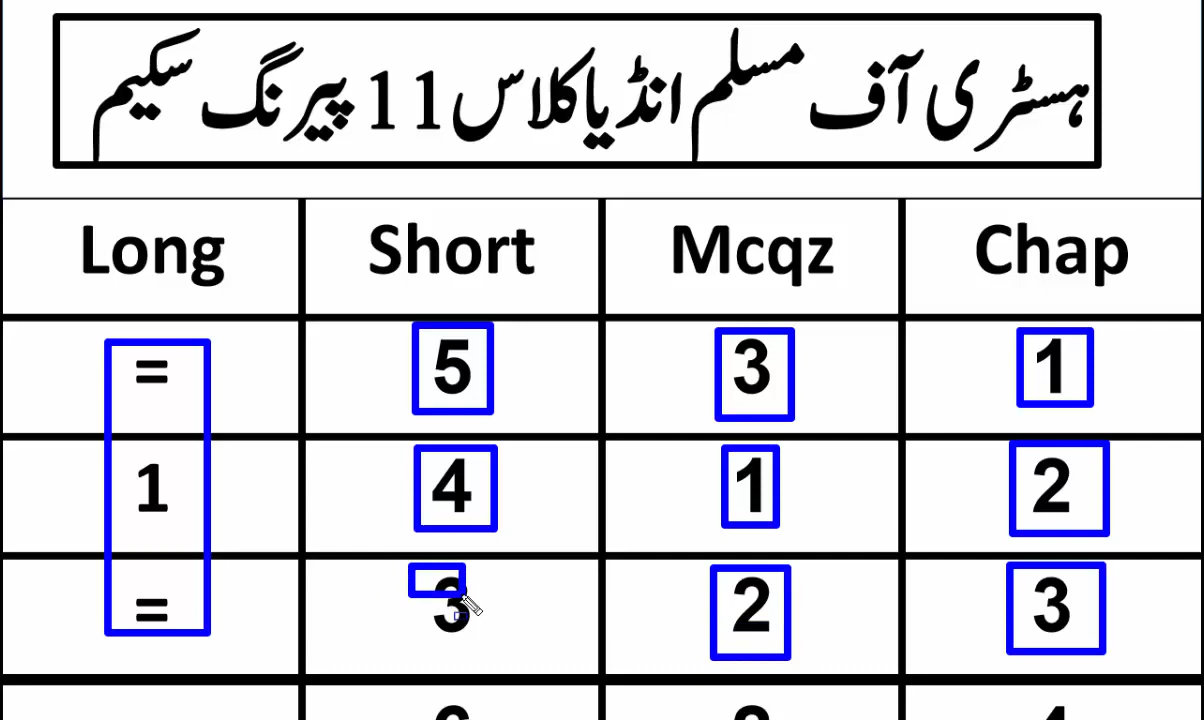 ہسٹری آف مسلم انڈیا کلاس 11 پیرنگ سکیم
Long Short Mcqz Chap
= 5 3 1
1 4 1 2
= 3 2 3